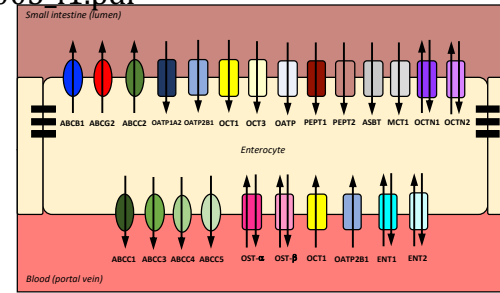 Small intestine (lumen)
ABCB1 ABCG2 ABCC2 OATP1A2 OATP2B1 OCT1 OCT3 OATP PEPT1 PEPT2 ASBT MCT1 OCTN1 OCTN2
Enterocyte
ABCC1 ABCC3 ABCC4 ABCC5 OST-α OST-β OCT1 OATP2B1 ENT1 ENT2
Blood (portal vein)